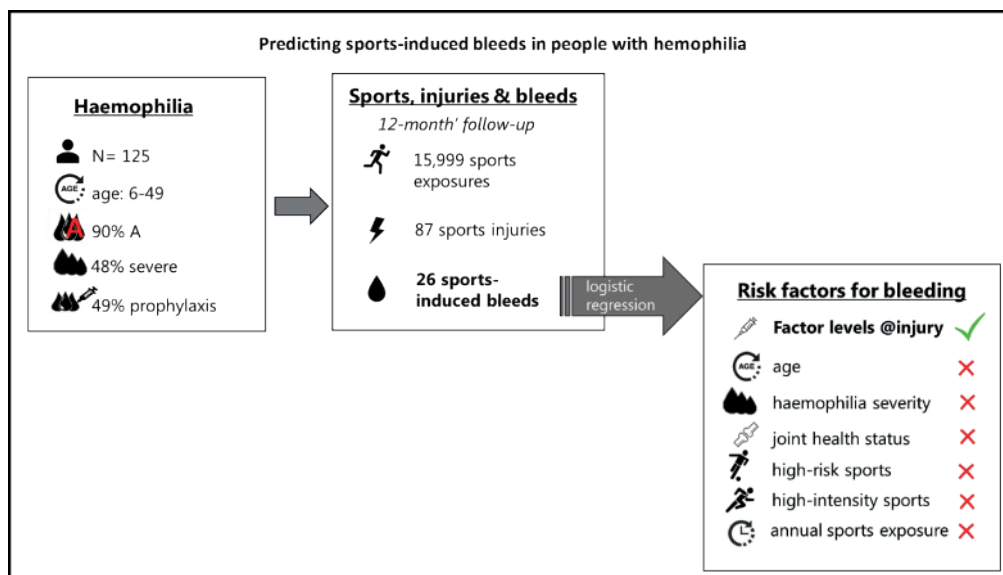 Predicting sports-induced bleeds in people with hemophilia
Haemophilia
N= 125
AGE
age: 6-49
A
90% A
48% severe
49% prophylaxis
Sports, injuries & bleeds
12-month' follow-up
15,999 sports
exposures
87 sports injuries
26 sports-
induced bleeds
logistic
regression
Risk factors for bleeding
Factor levels @injury
AGE
age
haemophilia severity
joint health status
high-risk sports
high-intensity sports
annual sports exposure